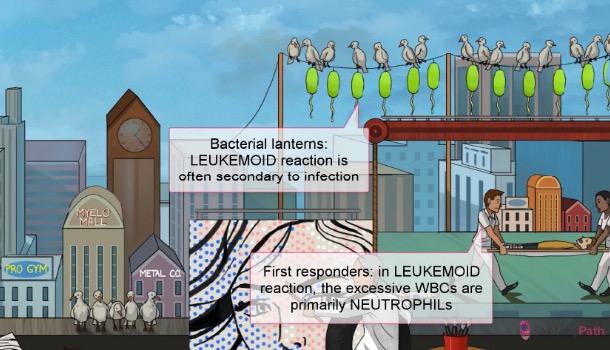 Bacterial lanterns:
LEUKEMOID reaction is
often secondary to infection
MYELO
MALL
PRO GYM
METAL CO.
First responders: in LEUKEMOID
reaction, the excessive WBCs are
primarily NEUTROPHILs
Path